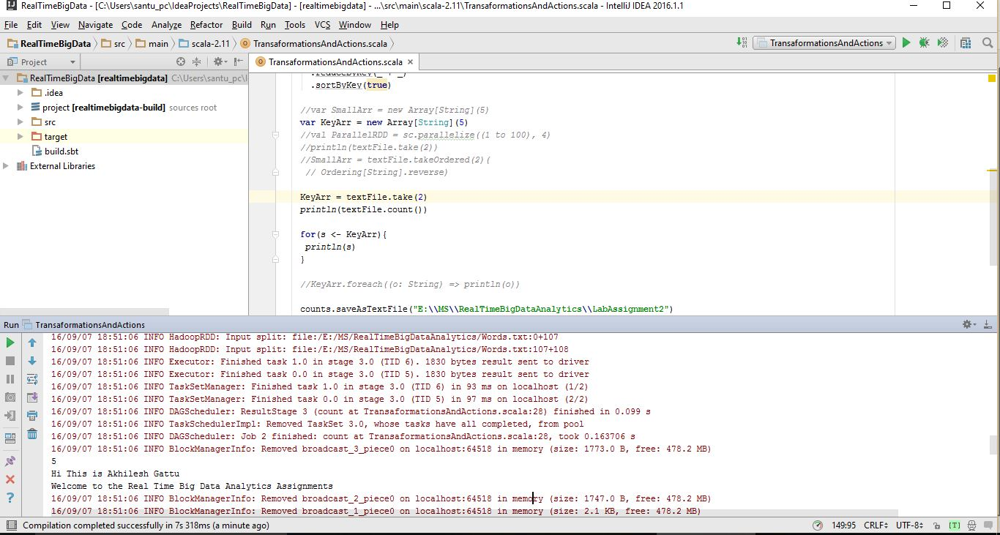 RealTimeBigData - [C:\Users\santu_pc\IdeaProjects\RealTimeBigData] - [realtimebigdata] - ...\src\main\scala-2.11\TransaformationsAndActions.scala - IntelliJ IDEA 2016.1.1
File Edit View Navigate Code Analyze Refactor Build Run Tools VCS Window Help
RealTimeBigData src main scala-2.11 TransaformationsAndActions.scala TransaformationsAndActions
Project TransaformationsAndActions.scala
RealTimeBigData [realtimebigdata] C:\Users\santu_pc\I
.idea
project [realtimebigdata-build] sources root
src
target
build.sbt
External Libraries
.reduceByKey(_ + _)
.sortByKey(true)
//var SmallArr = new Array[String](5)
var KeyArr = new Array[String](5)
//val ParallelRDD = sc.parallelize((1 to 100), 4)
//println(textFile.take(2))
//SmallArr = textFile.takeOrdered(2)(
// Ordering[String].reverse)
KeyArr = textFile.take(2)
println(textFile.count())
for(s <- KeyArr){
println(s)
}
//KeyArr.foreach((o: String) => println(o))
counts.saveAsTextFile("E:\\MS\\RealTimeBigDataAnalytics\\LabAssignment2")
Run TransaformationsAndActions
16/09/07 18:51:06 INFO HadoopRDD: Input split: file:/E:/MS/RealTimeBigDataAnalytics/Words.txt:0+107
16/09/07 18:51:06 INFO HadoopRDD: Input split: file:/E:/MS/RealTimeBigDataAnalytics/Words.txt:107+108
16/09/07 18:51:06 INFO Executor: Finished task 1.0 in stage 3.0 (TID 6). 1830 bytes result sent to driver
16/09/07 18:51:06 INFO Executor: Finished task 0.0 in stage 3.0 (TID 5). 1830 bytes result sent to driver
16/09/07 18:51:06 INFO TaskSetManager: Finished task 1.0 in stage 3.0 (TID 6) in 93 ms on localhost (1/2)
16/09/07 18:51:06 INFO TaskSetManager: Finished task 0.0 in stage 3.0 (TID 5) in 97 ms on localhost (2/2)
16/09/07 18:51:06 INFO DAGScheduler: ResultStage 3 (count at TransaformationsAndActions.scala:28) finished in 0.099 s
16/09/07 18:51:06 INFO TaskSchedulerImpl: Removed TaskSet 3.0, whose tasks have all completed, from pool
16/09/07 18:51:06 INFO DAGScheduler: Job 2 finished: count at TransaformationsAndActions.scala:28, took 0.163706 s
16/09/07 18:51:06 INFO BlockManagerInfo: Removed broadcast_3_piece0 on localhost:64518 in memory (size: 1773.0 B, free: 478.2 MB)
5
Hi This is Akhilesh Gattu
Welcome to the Real Time Big Data Analytics Assignments
16/09/07 18:51:06 INFO BlockManagerInfo: Removed broadcast_2_piece0 on localhost:64518 in memory (size: 1747.0 B, free: 478.2 MB)
16/09/07 18:51:06 INFO BlockManagerInfo: Removed broadcast_1_piece0 on localhost:64518 in memory (size: 2.1 KB, free: 478.2 MB)
Compilation completed successfully in 7s 318ms (a minute ago) 149:95 CRLF UTF-8 [T]